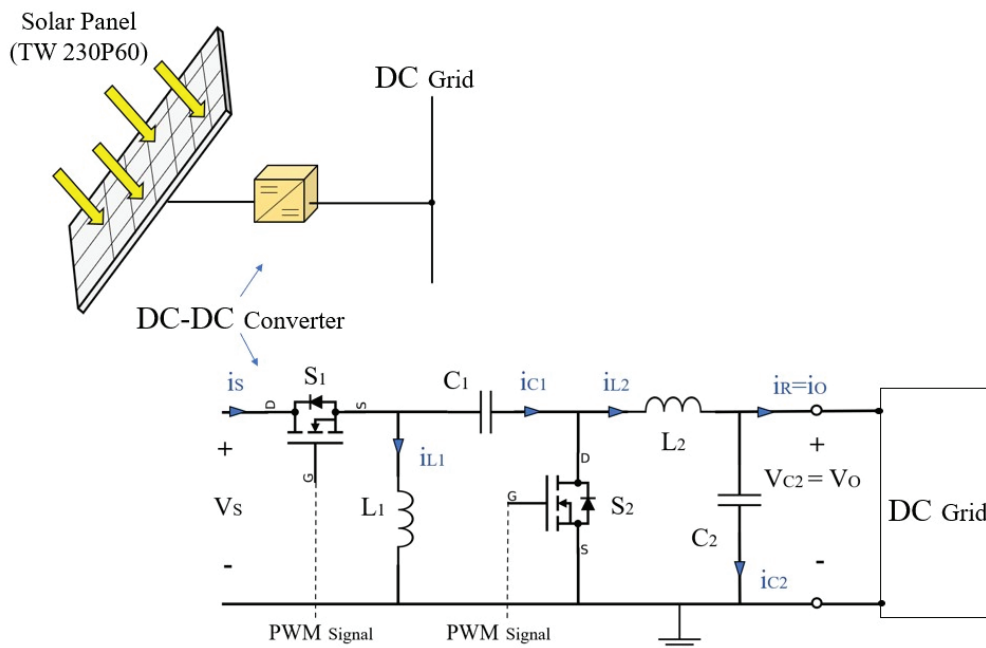 Solar Panel
(TW 230P60)
DC Grid
DC-DC Converter
iS
D
S1
S
G
C1
iC1
iL2
L2
iR=iO
+
VS
-
L1
iL1
D
G
S2
S
C2
iC2
+
VC2 = VO
-
DC Grid
PWM Signal
PWM Signal